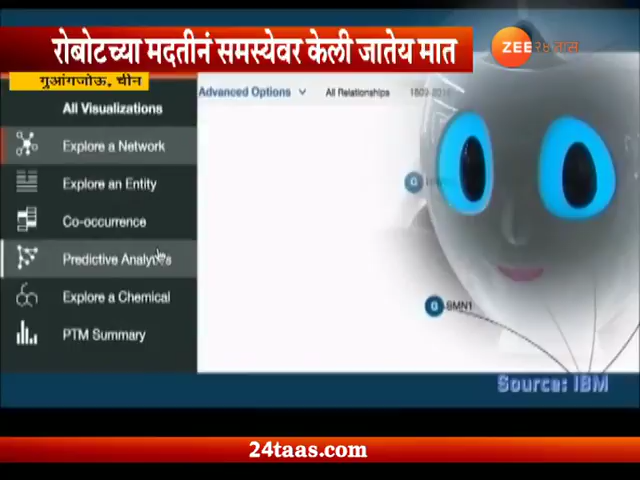 रोबोटच्या मदतीनं समस्येवर केली जातेय मात
ZEE २४ तास
गुआंगजोऊ, चीन
All Visualizations
Advanced Options
All Relationships
Explore a Network
Explore an Entity
G
Co-occurrence
Predictive Analytics
Explore a Chemical
G SMN1
PTM Summary
Source: IBM
24taas.com